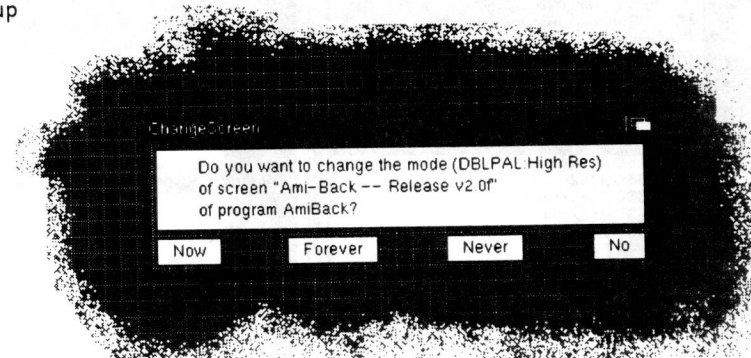 up
ChangeScreen
Do you want to change the mode (DBLPAL:High Res)
of screen "Ami-Back -- Release v2.0f"
of program AmiBack?
Now Forever Never No